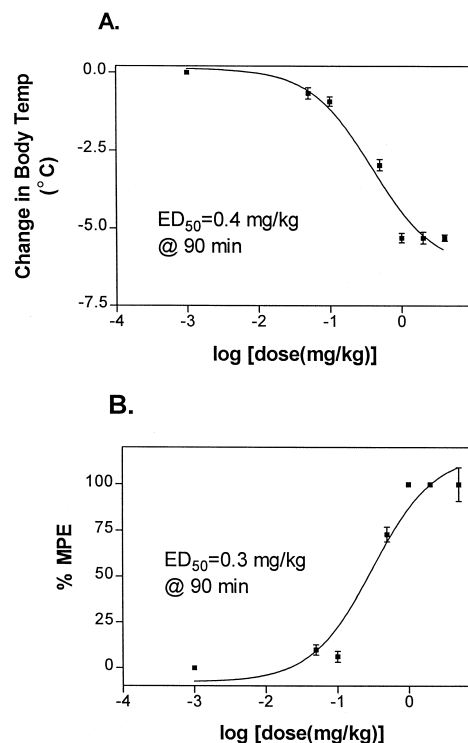 A.
Change in Body Temp
(°C)
0.0
-2.5
-5.0
-7.5
ED50=0.4 mg/kg
@ 90 min
-4 -3 -2 -1 0
log [dose(mg/kg)]
B.
% MPE
100
75
50
25
0
ED50=0.3 mg/kg
@ 90 min
-4 -3 -2 -1 0
log [dose(mg/kg)]